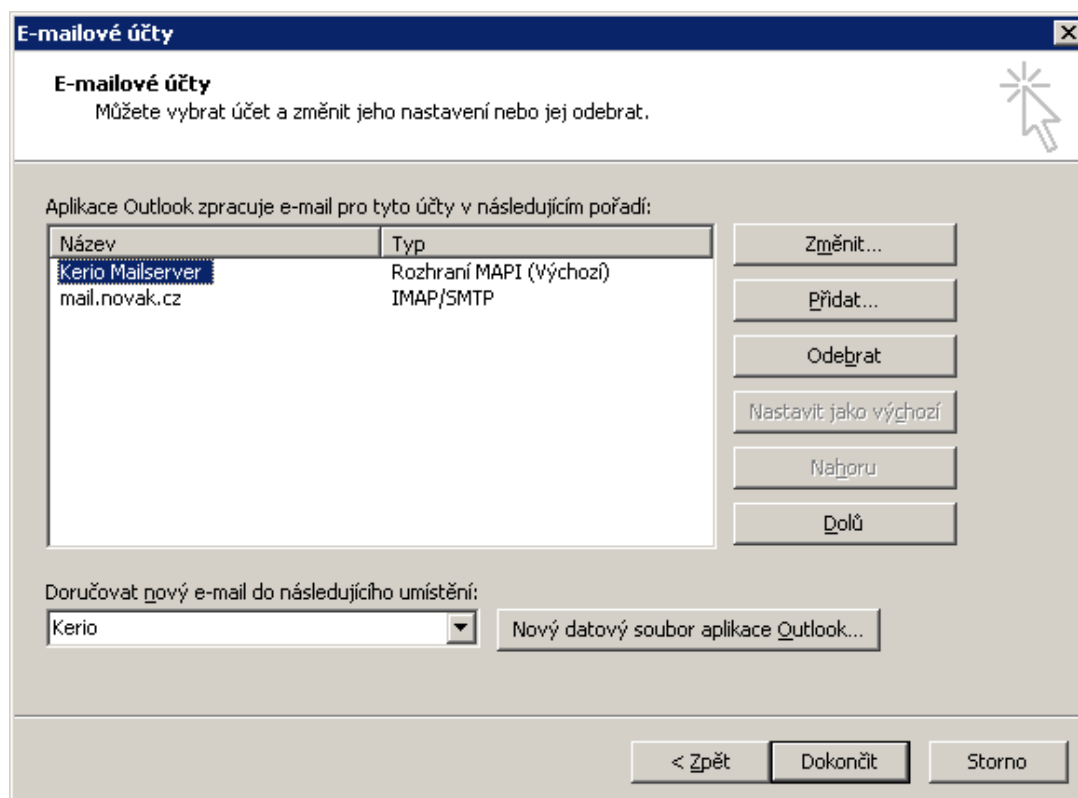 E-mailové účty
E-mailové účty
Můžete vybrat účet a změnit jeho nastavení nebo jej odebrat.
Aplikace Outlook zpracuje e-mail pro tyto účty v následujícím pořadí:
Název Typ
Kerio Mailserver Rozhraní MAPI (Výchozí)
mail.novak.cz IMAP/SMTP
Změnit...
Přidat...
Odebrat
Nastavit jako výchozí
Nahoru
Dolů
Doručovat nový e-mail do následujícího umístění:
Kerio Nový datový soubor aplikace Outlook...
< Zpět Dokončit Storno